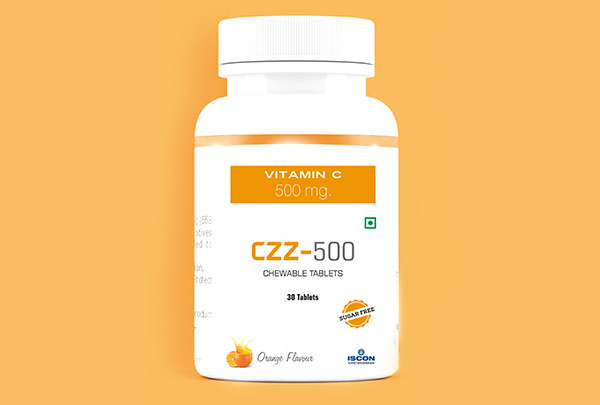 VITAMIN C
500 mg.
CZZ-500
CHEWABLE TABLETS
30 Tablets
SUGAR FREE
Orange Flavour
ISCON